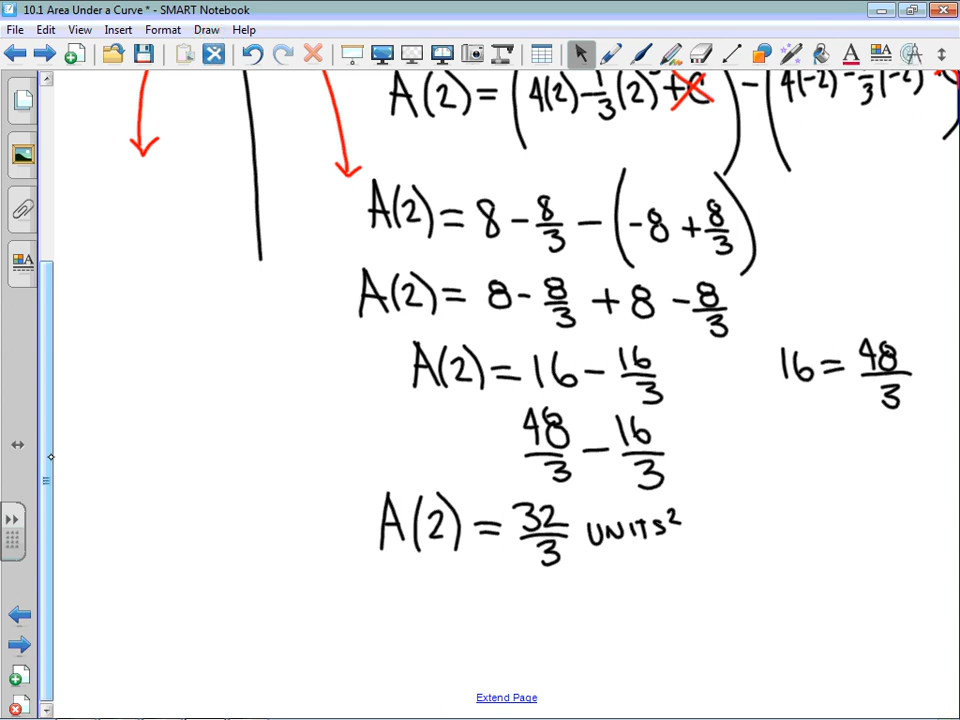 10.1 Area Under a Curve * - SMART Notebook
File Edit View Insert Format Draw Help
A(2) = (4(2) - 1/3(2) + C) - (4(-2) - 1/3(-2)
A(2) = 8 - 8/3 - (-8 + 8/3)
A(2) = 8 - 8/3 + 8 - 8/3
A(2) = 16 - 16/3 16 = 48/3
48/3 - 16/3
A(2) = 32/3 UNITS²
Extend Page